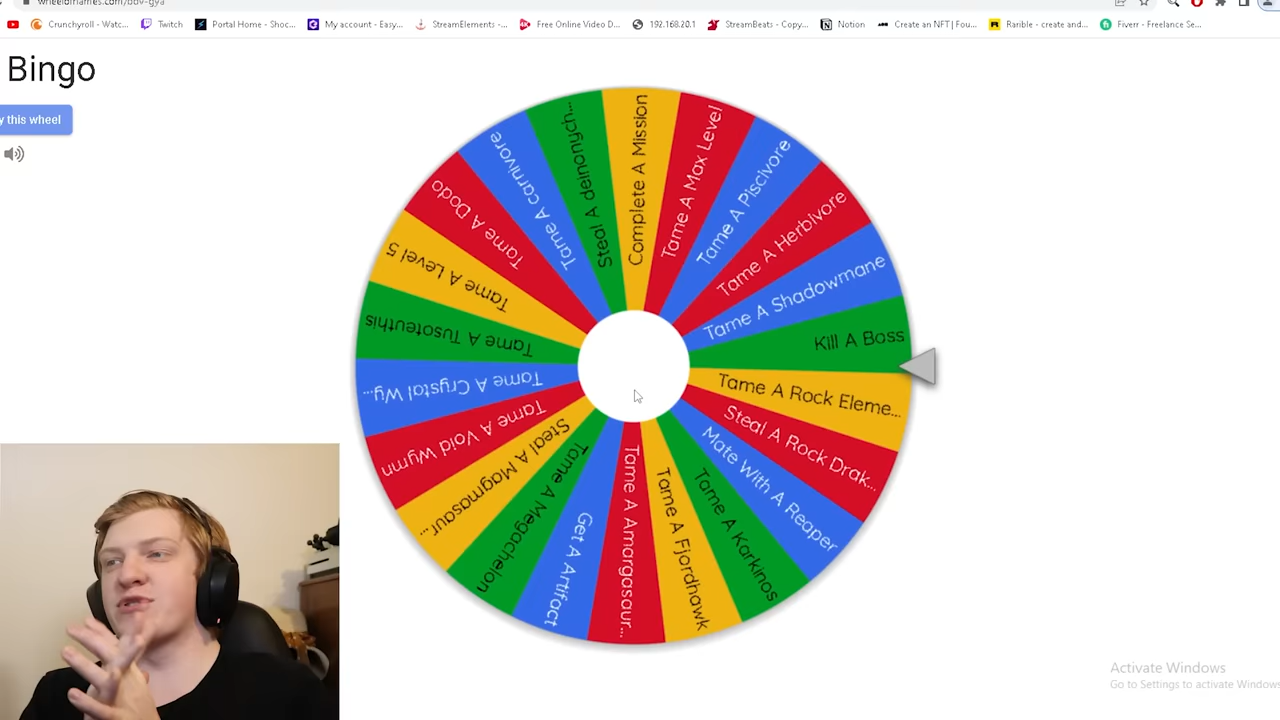 wheelofnames.com/bbv-gya
Crunchyroll - Watc...
Twitch
Portal Home - Shoc...
My account - Easy...
StreamElements -...
Free Online Video D...
192.168.20.1
StreamBeats - Copy...
Notion
Create an NFT | Fou...
Rarible - create and...
Fiverr - Freelance Se...
Bingo
y this wheel
Complete A Mission
Tame A Max Level
Tame A Piscivore
Tame A Herbivore
Tame A Shadowmane
Kill A Boss
Tame A Rock Eleme...
Steal A Rock Drak...
Mate With A Reaper
Tame A Karkinos
Tame A Fjordhawk
Tame A Amargasaur...
Get A Artifact
Tame A Megachelon
Steal A Magmasaur...
Tame A Void Wyrm
Tame A Crystal Wy...
Tame A Tusoteuthis
Tame A Level 5
Tame A Dodo
Tame A carnivore
Steal A deinonych...
Activate Windows
Go to Settings to activate Windows